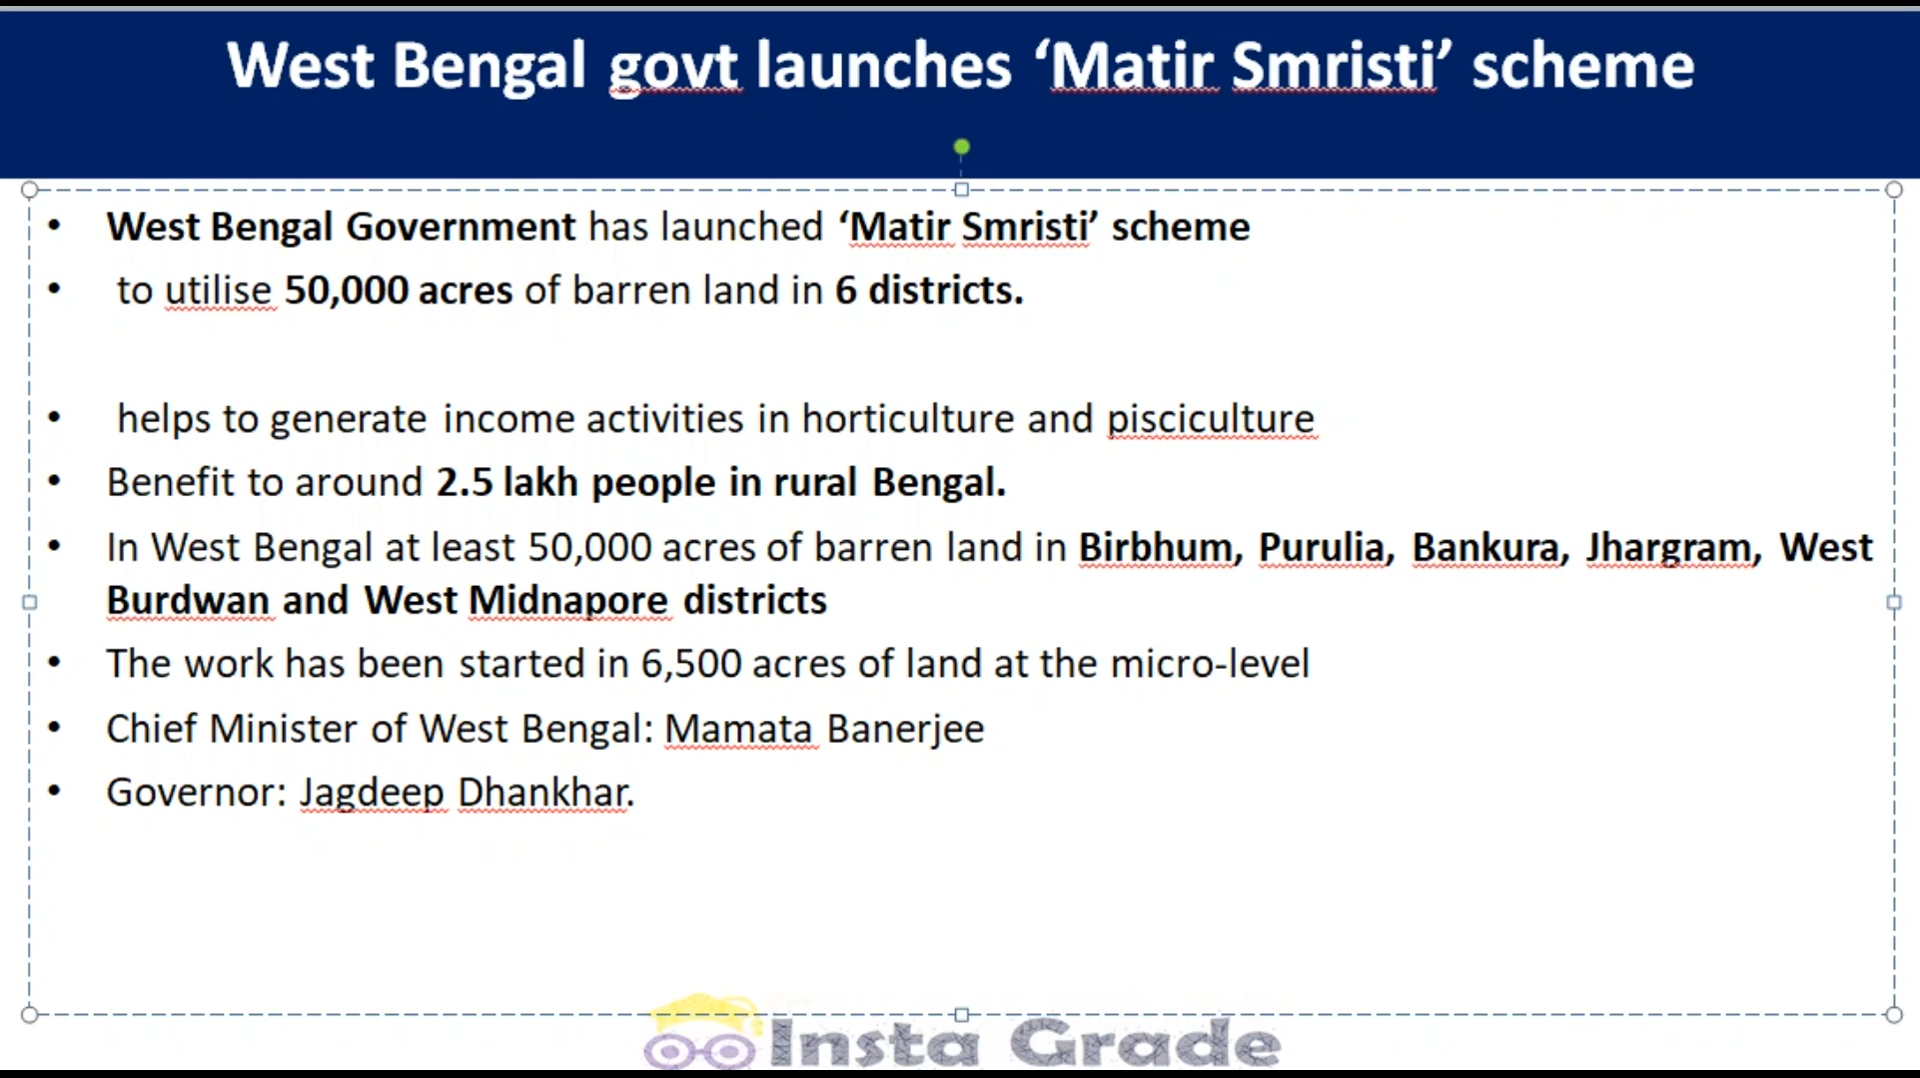 West Bengal govt launches ‘Matir Smristi’ scheme
• West Bengal Government has launched ‘Matir Smristi’ scheme
• to utilise 50,000 acres of barren land in 6 districts.
• helps to generate income activities in horticulture and pisciculture
• Benefit to around 2.5 lakh people in rural Bengal.
• In West Bengal at least 50,000 acres of barren land in Birbhum, Purulia, Bankura, Jhargram, West
Burdwan and West Midnapore districts
• The work has been started in 6,500 acres of land at the micro-level
• Chief Minister of West Bengal: Mamata Banerjee
• Governor: Jagdeep Dhankhar.
Insta Grade